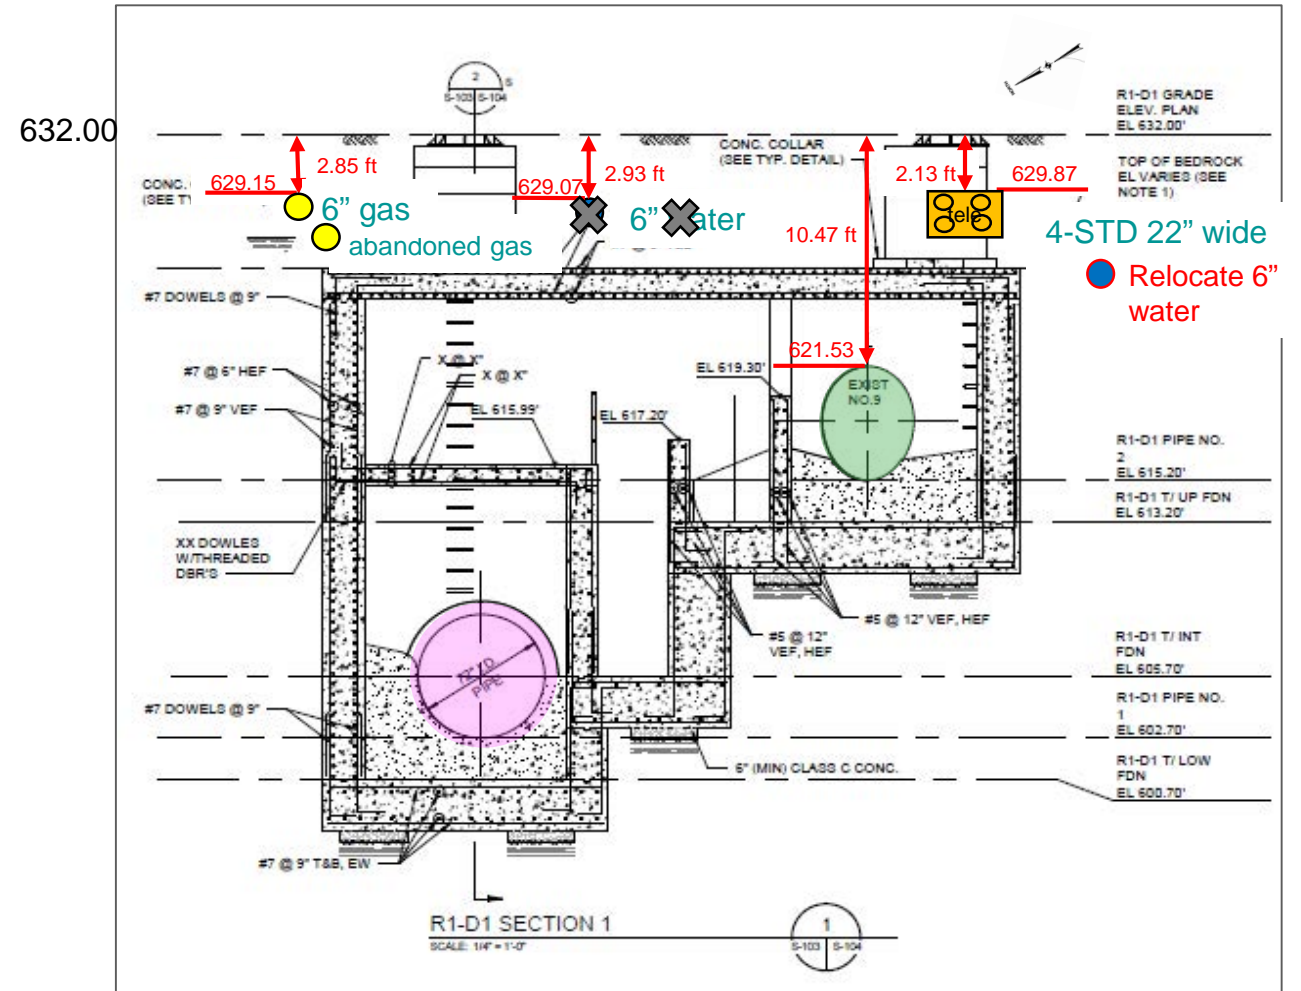 2
S
S-103 S-104
R1-D1 GRADE
ELEV. PLAN
EL 632.00'
632.00
CONC. COLLAR
(SEE TYP. DETAIL)
2.85 ft
2.93 ft
2.13 ft
TOP OF BEDROCK
EL VARIES (SEE
NOTE 1)
CONC.
(SEE TY
629.15
629.07
629.87
6" gas
6" ater
tele
abandoned gas
10.47 ft
4-STD 22" wide
Relocate 6"
water
#7 DOWELS @ 9"
621.53
X @ X"
X @ X"
EL 619.30'
EXIST
NO.9
#7 @ 6" HEF
#7 @ 9" VEF
EL 615.99'
EL 617.20'
R1-D1 PIPE NO.
2
EL 615.20'
R1-D1 T/ UP FDN
EL 613.20'
XX DOWLES
W/THREADED
DBR'S
#5 @ 12" VEF, HEF
#5 @ 12"
VEF, HEF
R1-D1 T/ INT
FDN
EL 605.70'
72" I.D
PIPE
#7 DOWELS @ 9"
R1-D1 PIPE NO.
1
EL 602.70'
6" (MIN) CLASS C CONC.
R1-D1 T/ LOW
FDN
EL 600.70'
#7 @ 9" T&B, EW
R1-D1 SECTION 1
SCALE: 1/4" = 1'-0"
1
S-103 S-104